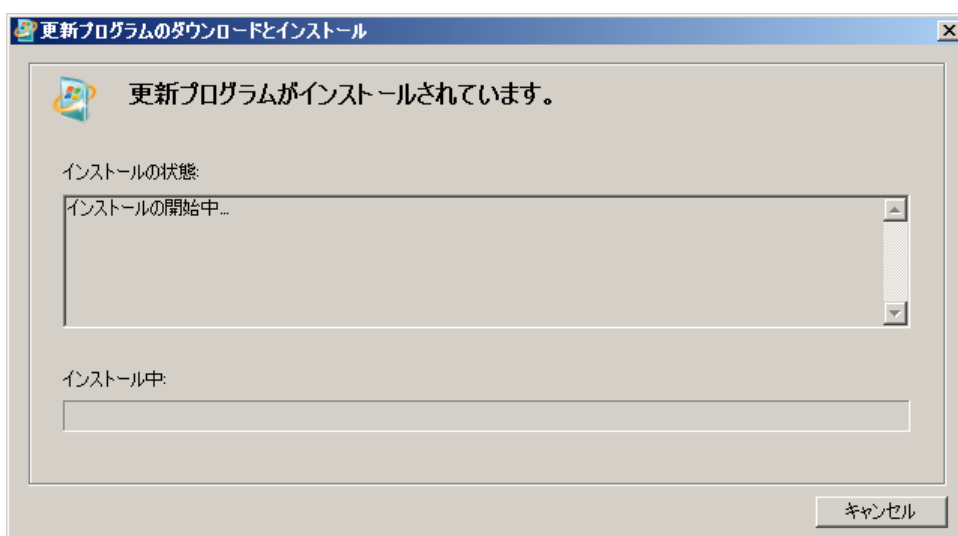 更新プログラムのダウンロードとインストール
更新プログラムがインストールされています。
インストールの状態:
インストールの開始中...
インストール中:
キャンセル